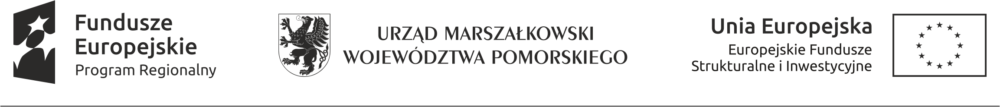 Fundusze
Europejskie
Program Regionalny
URZĄD MARSZAŁKOWSKI
WOJEWÓDZTWA POMORSKIEGO
Unia Europejska
Europejskie Fundusze
Strukturalne i Inwestycyjne